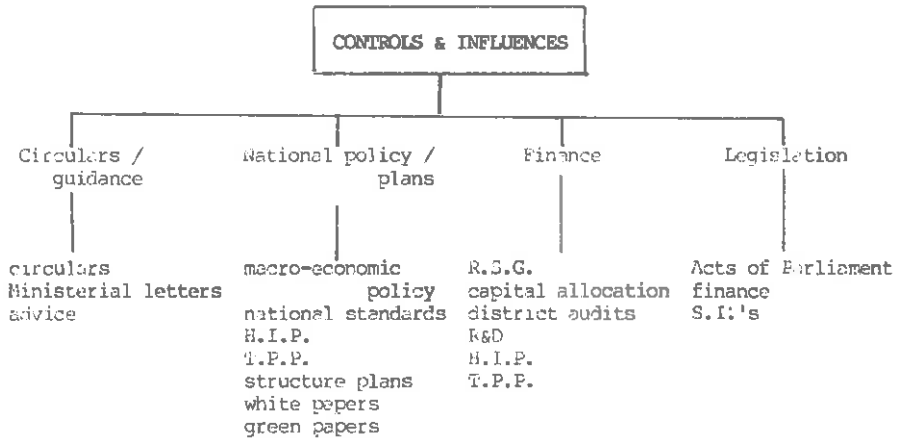 CONTROLS & INFLUENCES
Circulars /
guidance
National policy /
plans
Finance
Legislation
circulars
Ministerial letters
advice
macro-economic
policy
national standards
H.I.P.
T.P.P.
structure plans
white papers
green papers
R.S.G.
capital allocation
district audits
R&D
H.I.P.
T.P.P.
Acts of Parliament
finance
S.I.'s